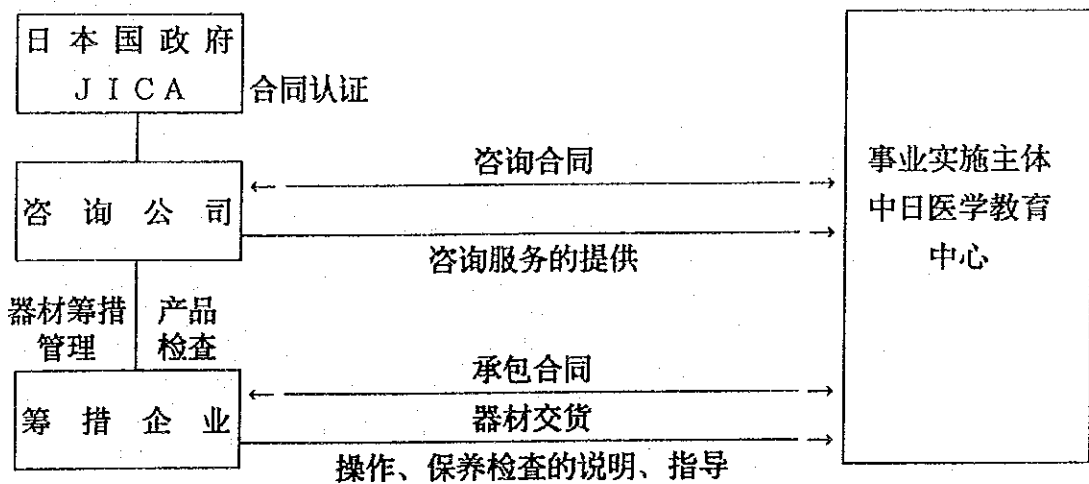 日本国政府
JICA 合同认证
咨询合同
事业实施主体
中日医学教育
中心
咨询公司
咨询服务的提供
器材筹措
管理
产品
检查
承包合同
筹措企业
器材交货
操作、保养检查的说明、指导